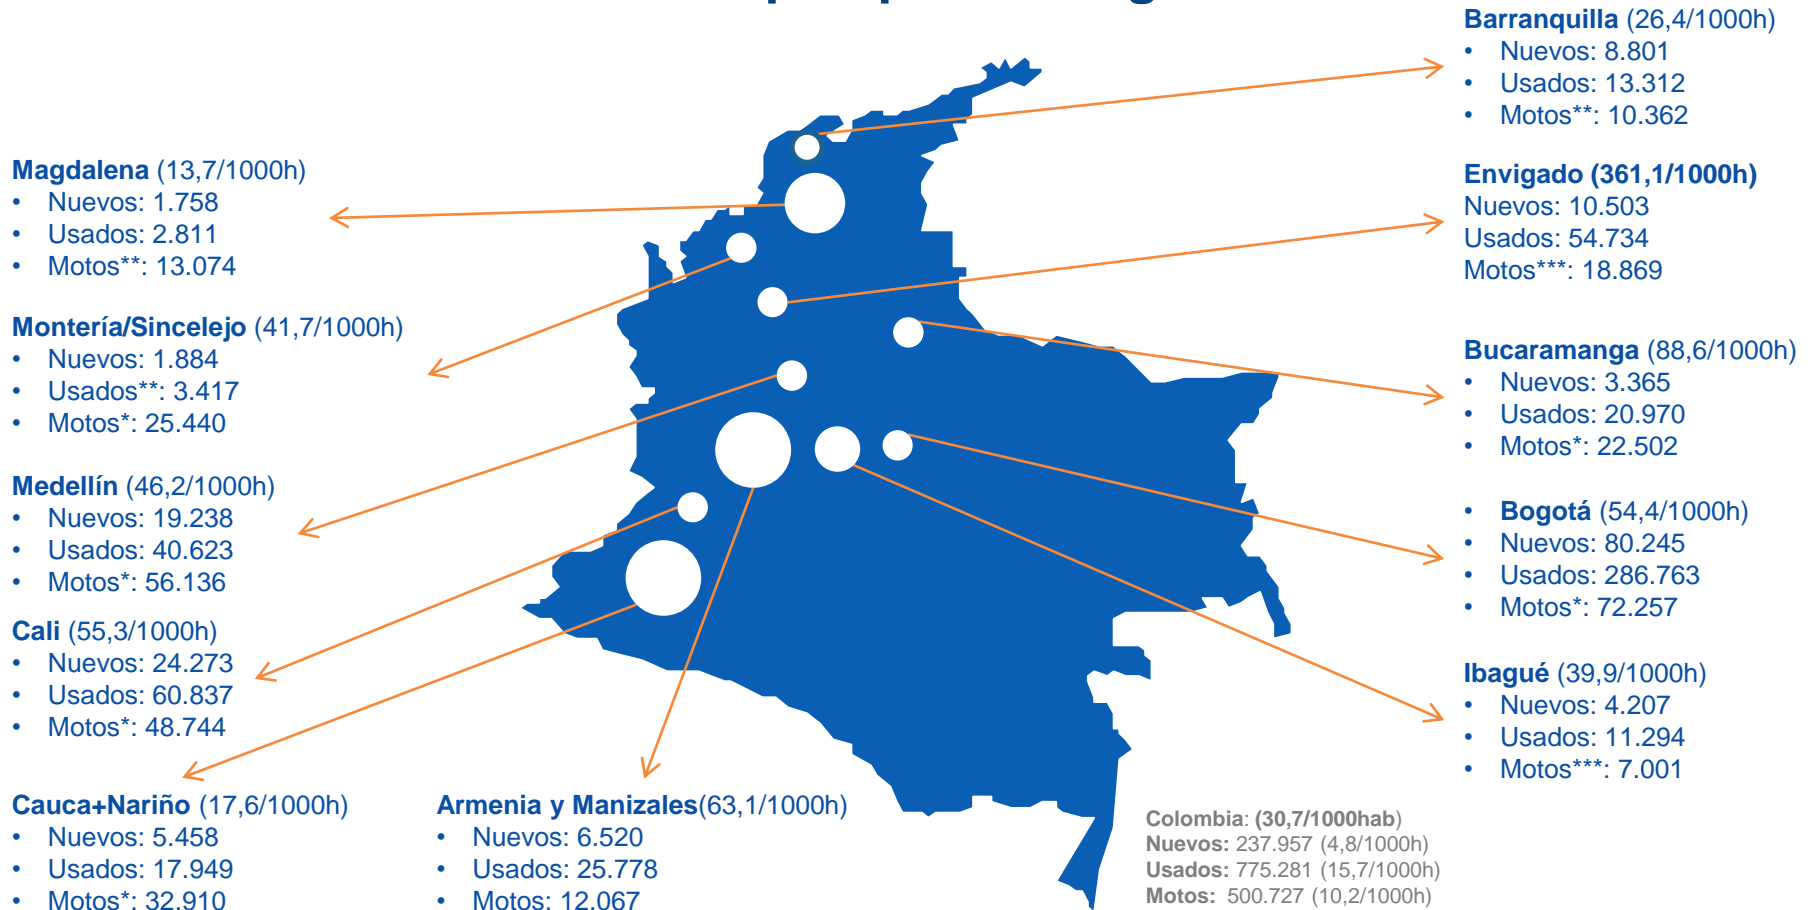 Barranquilla (26,4/1000h)
• Nuevos: 8.801
• Usados: 13.312
• Motos**: 10.362
Magdalena (13,7/1000h)
• Nuevos: 1.758
• Usados: 2.811
• Motos**: 13.074
Envigado (361,1/1000h)
Nuevos: 10.503
Usados: 54.734
Motos***: 18.869
Montería/Sincelejo (41,7/1000h)
• Nuevos: 1.884
• Usados**: 3.417
• Motos*: 25.440
Bucaramanga (88,6/1000h)
• Nuevos: 3.365
• Usados: 20.970
• Motos*: 22.502
Medellín (46,2/1000h)
• Nuevos: 19.238
• Usados: 40.623
• Motos*: 56.136
• Bogotá (54,4/1000h)
• Nuevos: 80.245
• Usados: 286.763
• Motos*: 72.257
Cali (55,3/1000h)
• Nuevos: 24.273
• Usados: 60.837
• Motos*: 48.744
Ibagué (39,9/1000h)
• Nuevos: 4.207
• Usados: 11.294
• Motos***: 7.001
Cauca+Nariño (17,6/1000h)
• Nuevos: 5.458
• Usados: 17.949
• Motos*: 32.910
Armenia y Manizales(63,1/1000h)
• Nuevos: 6.520
• Usados: 25.778
• Motos: 12.067
Colombia: (30,7/1000hab)
Nuevos: 237.957 (4,8/1000h)
Usados: 775.281 (15,7/1000h)
Motos: 500.727 (10,2/1000h)